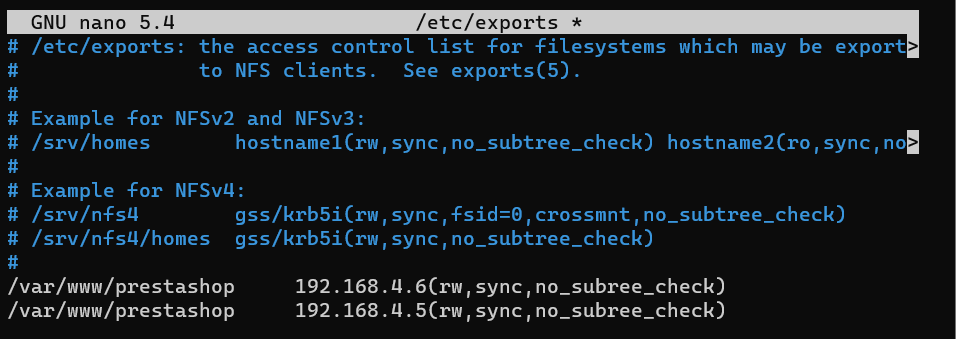 GNU nano 5.4 /etc/exports *
# /etc/exports: the access control list for filesystems which may be export>
# to NFS clients. See exports(5).
#
# Example for NFSv2 and NFSv3:
# /srv/homes hostname1(rw,sync,no_subtree_check) hostname2(ro,sync,no>
#
# Example for NFSv4:
# /srv/nfs4 gss/krb5i(rw,sync,fsid=0,crossmnt,no_subtree_check)
# /srv/nfs4/homes gss/krb5i(rw,sync,no_subtree_check)
#
/var/www/prestashop 192.168.4.6(rw,sync,no_subree_check)
/var/www/prestashop 192.168.4.5(rw,sync,no_subree_check)